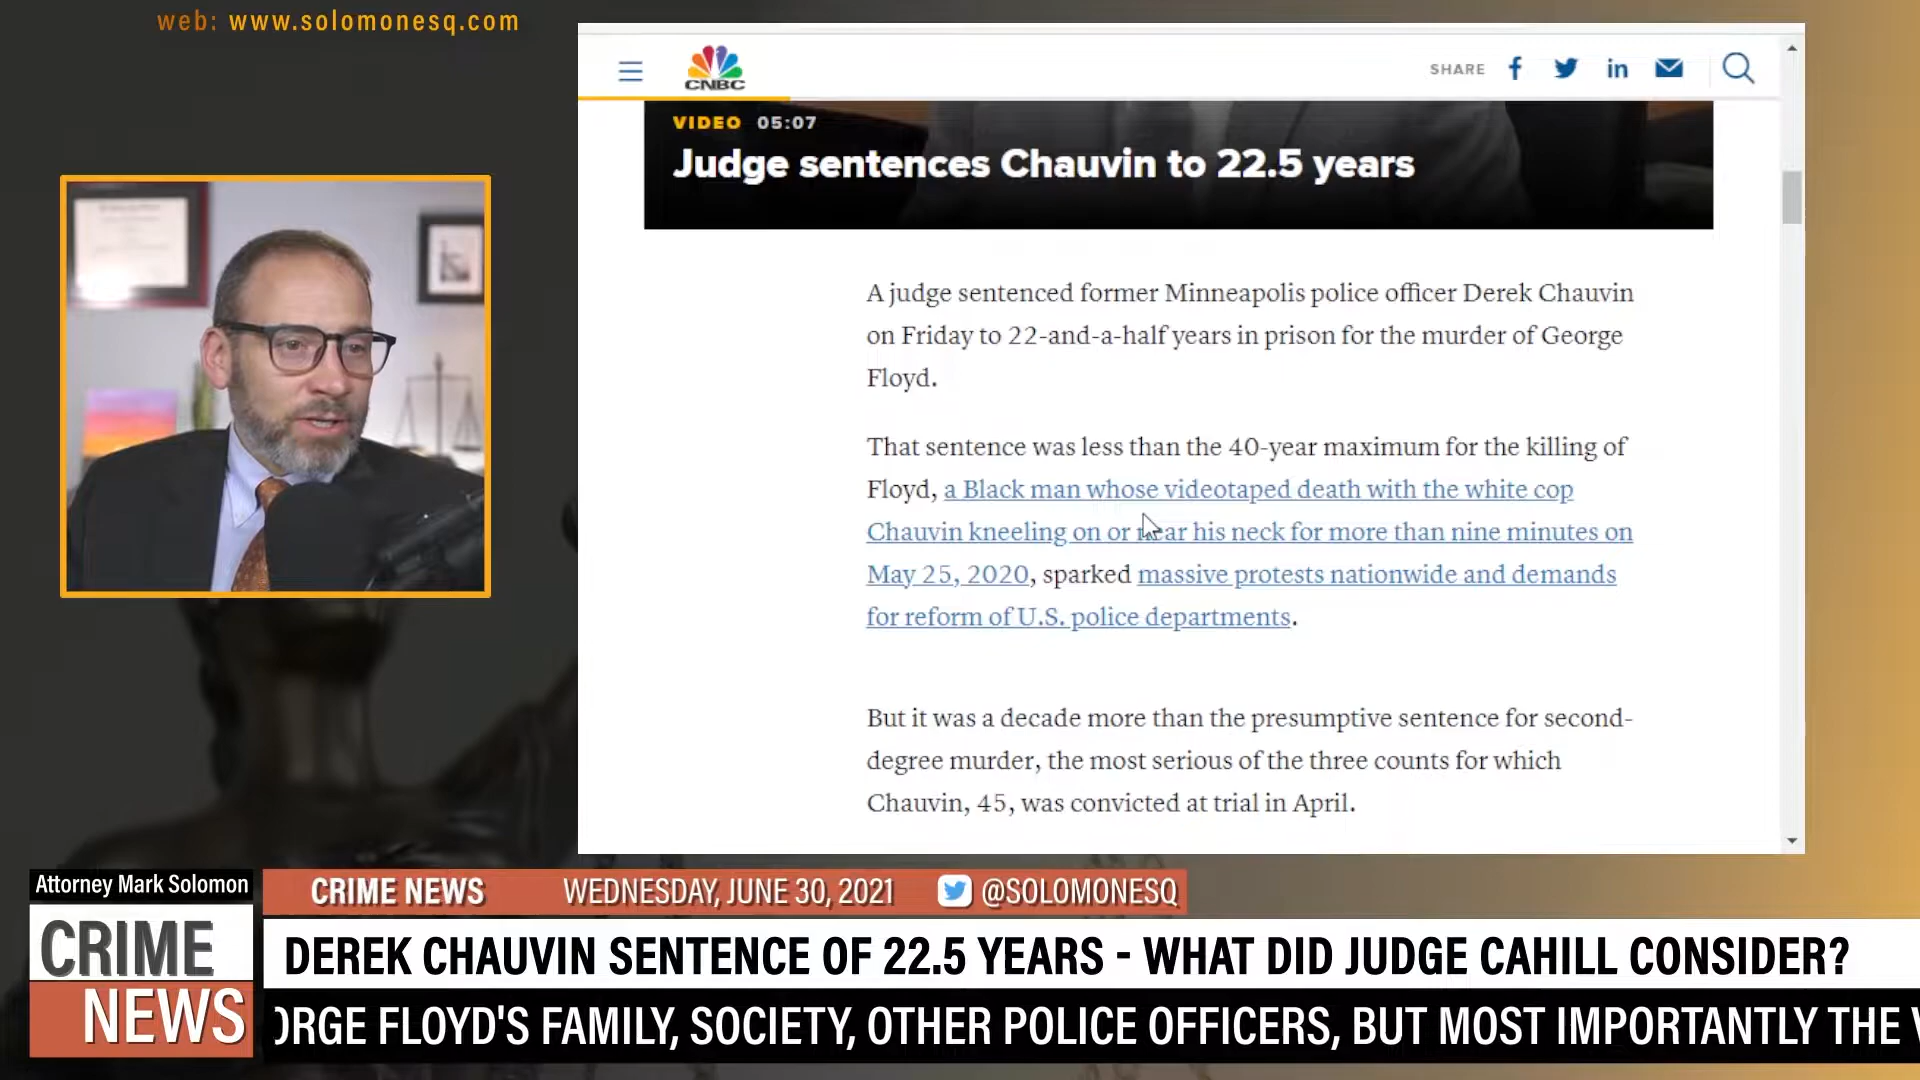 web: www.solomonesq.com
CNBC
SHARE
VIDEO 05:07
Judge sentences Chauvin to 22.5 years
A judge sentenced former Minneapolis police officer Derek Chauvin
on Friday to 22-and-a-half years in prison for the murder of George
Floyd.
That sentence was less than the 40-year maximum for the killing of
Floyd, a Black man whose videotaped death with the white cop
Chauvin kneeling on or near his neck for more than nine minutes on
May 25, 2020, sparked massive protests nationwide and demands
for reform of U.S. police departments.
But it was a decade more than the presumptive sentence for second-
degree murder, the most serious of the three counts for which
Chauvin, 45, was convicted at trial in April.
Attorney Mark Solomon
CRIME NEWS WEDNESDAY, JUNE 30, 2021 @SOLOMONESQ
CRIME
NEWS
DEREK CHAUVIN SENTENCE OF 22.5 YEARS - WHAT DID JUDGE CAHILL CONSIDER?
ORGE FLOYD'S FAMILY, SOCIETY, OTHER POLICE OFFICERS, BUT MOST IMPORTANTLY THE